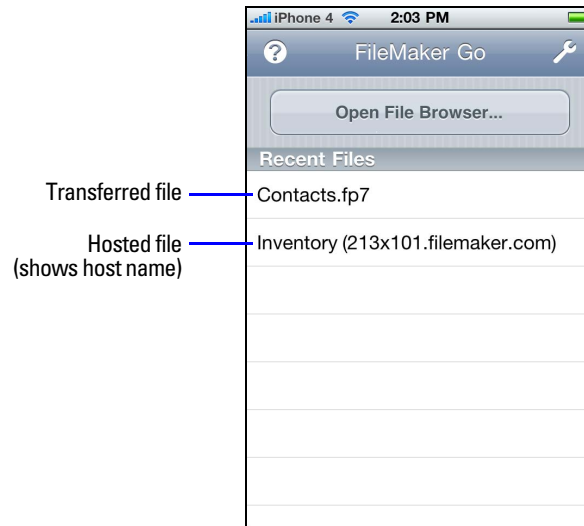 iPhone 4 2:03 PM
? FileMaker Go
Open File Browser...
Recent Files
Transferred file
Contacts.fp7
Hosted file
(shows host name)
Inventory (213x101.filemaker.com)